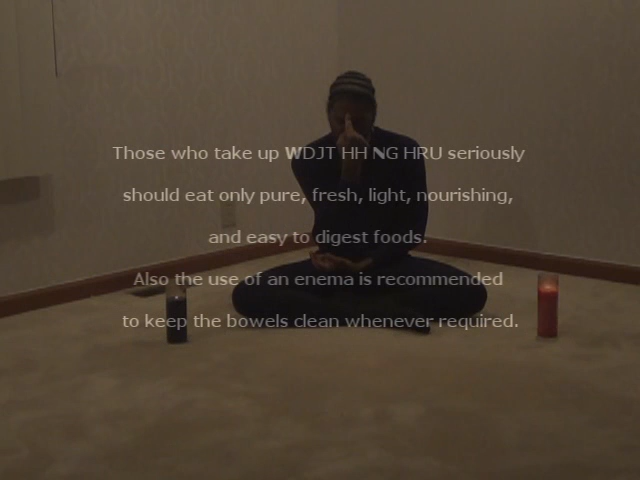 Those who take up WDJT HH NG HRU seriously
should eat only pure, fresh, light, nourishing,
and easy to digest foods.
Also the use of an enema is recommended
to keep the bowels clean whenever required.